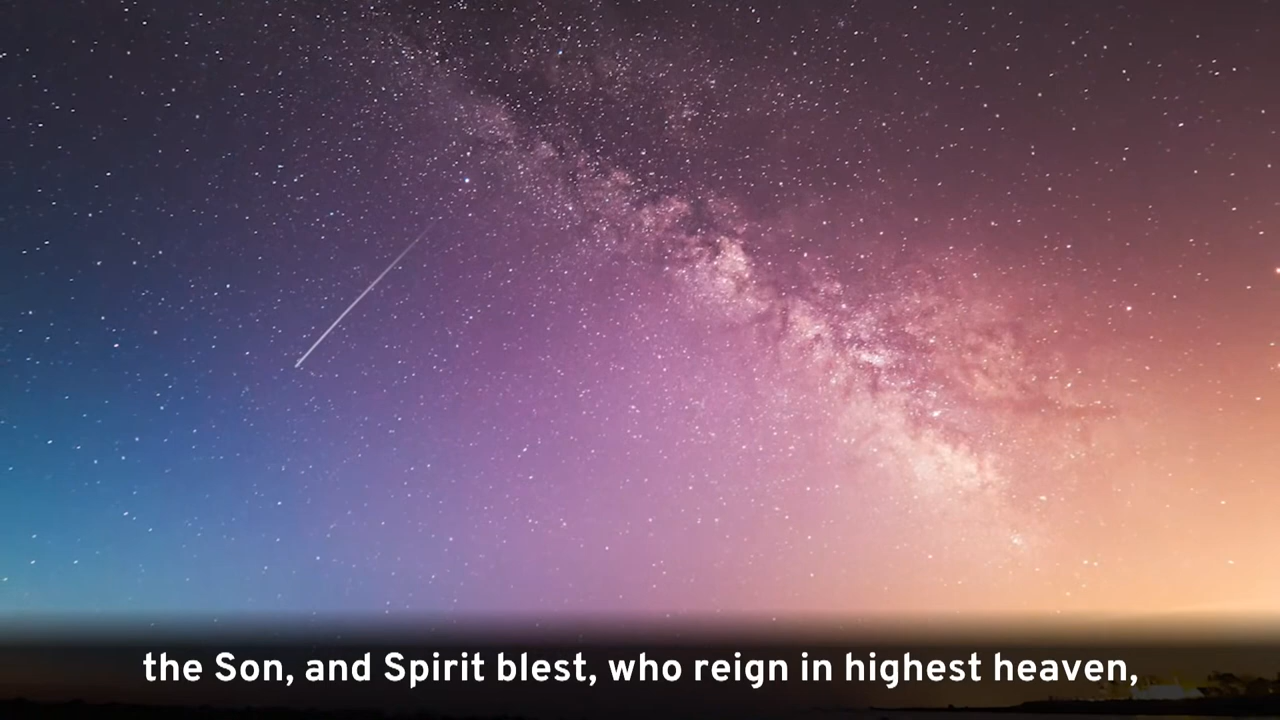 the Son, and Spirit blest, who reign in highest heaven,